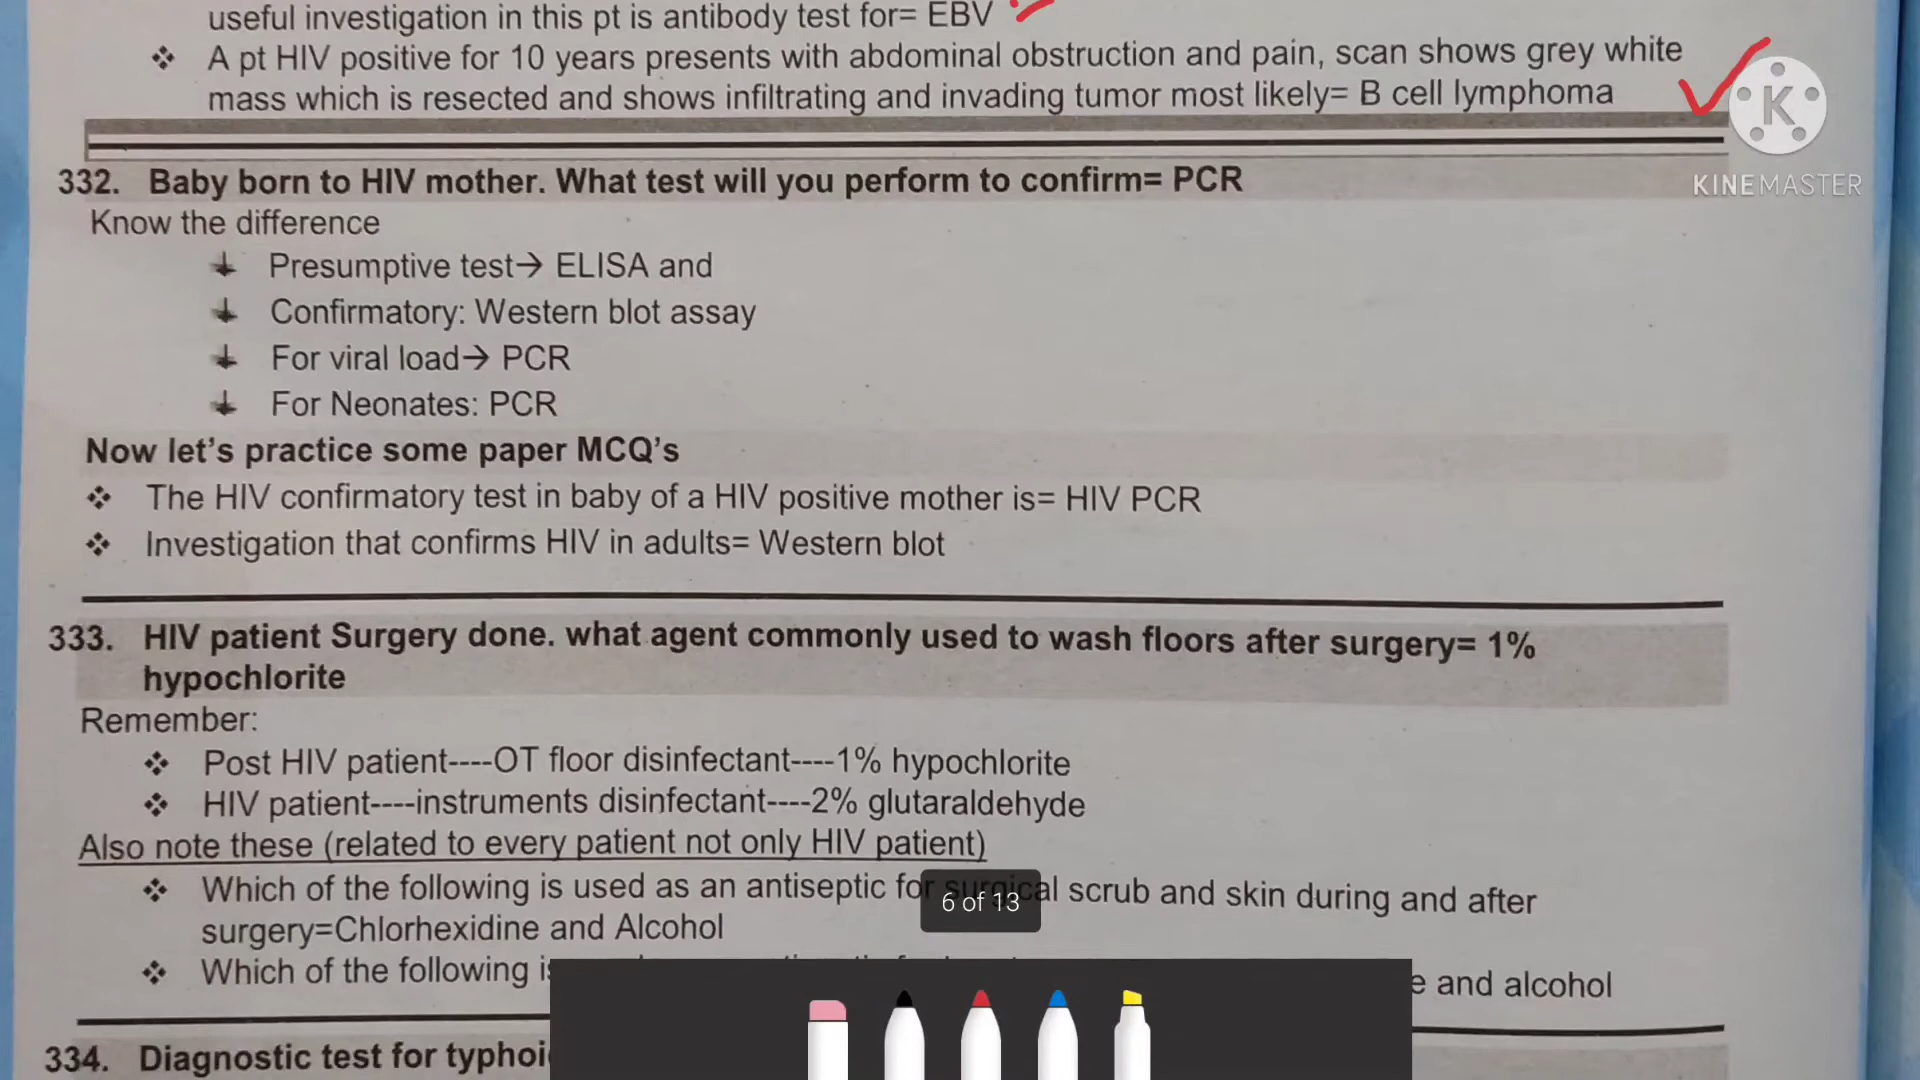 useful investigation in this pt is antibody test for= EBV
❖ A pt HIV positive for 10 years presents with abdominal obstruction and pain, scan shows grey white
mass which is resected and shows infiltrating and invading tumor most likely= B cell lymphoma
K
KINEMASTER
332. Baby born to HIV mother. What test will you perform to confirm= PCR
Know the difference
Presumptive test→ ELISA and
Confirmatory: Western blot assay
For viral load→ PCR
For Neonates: PCR
Now let's practice some paper MCQ's
❖ The HIV confirmatory test in baby of a HIV positive mother is= HIV PCR
❖ Investigation that confirms HIV in adults= Western blot
333. HIV patient Surgery done. what agent commonly used to wash floors after surgery= 1%
hypochlorite
Remember:
❖ Post HIV patient----OT floor disinfectant----1% hypochlorite
❖ HIV patient----instruments disinfectant----2% glutaraldehyde
Also note these (related to every patient not only HIV patient)
❖ Which of the following is used as an antiseptic for surgical scrub and skin during and after
6 of 13
surgery=Chlorhexidine and Alcohol
❖ Which of the following and alcohol
334. Diagnostic test for